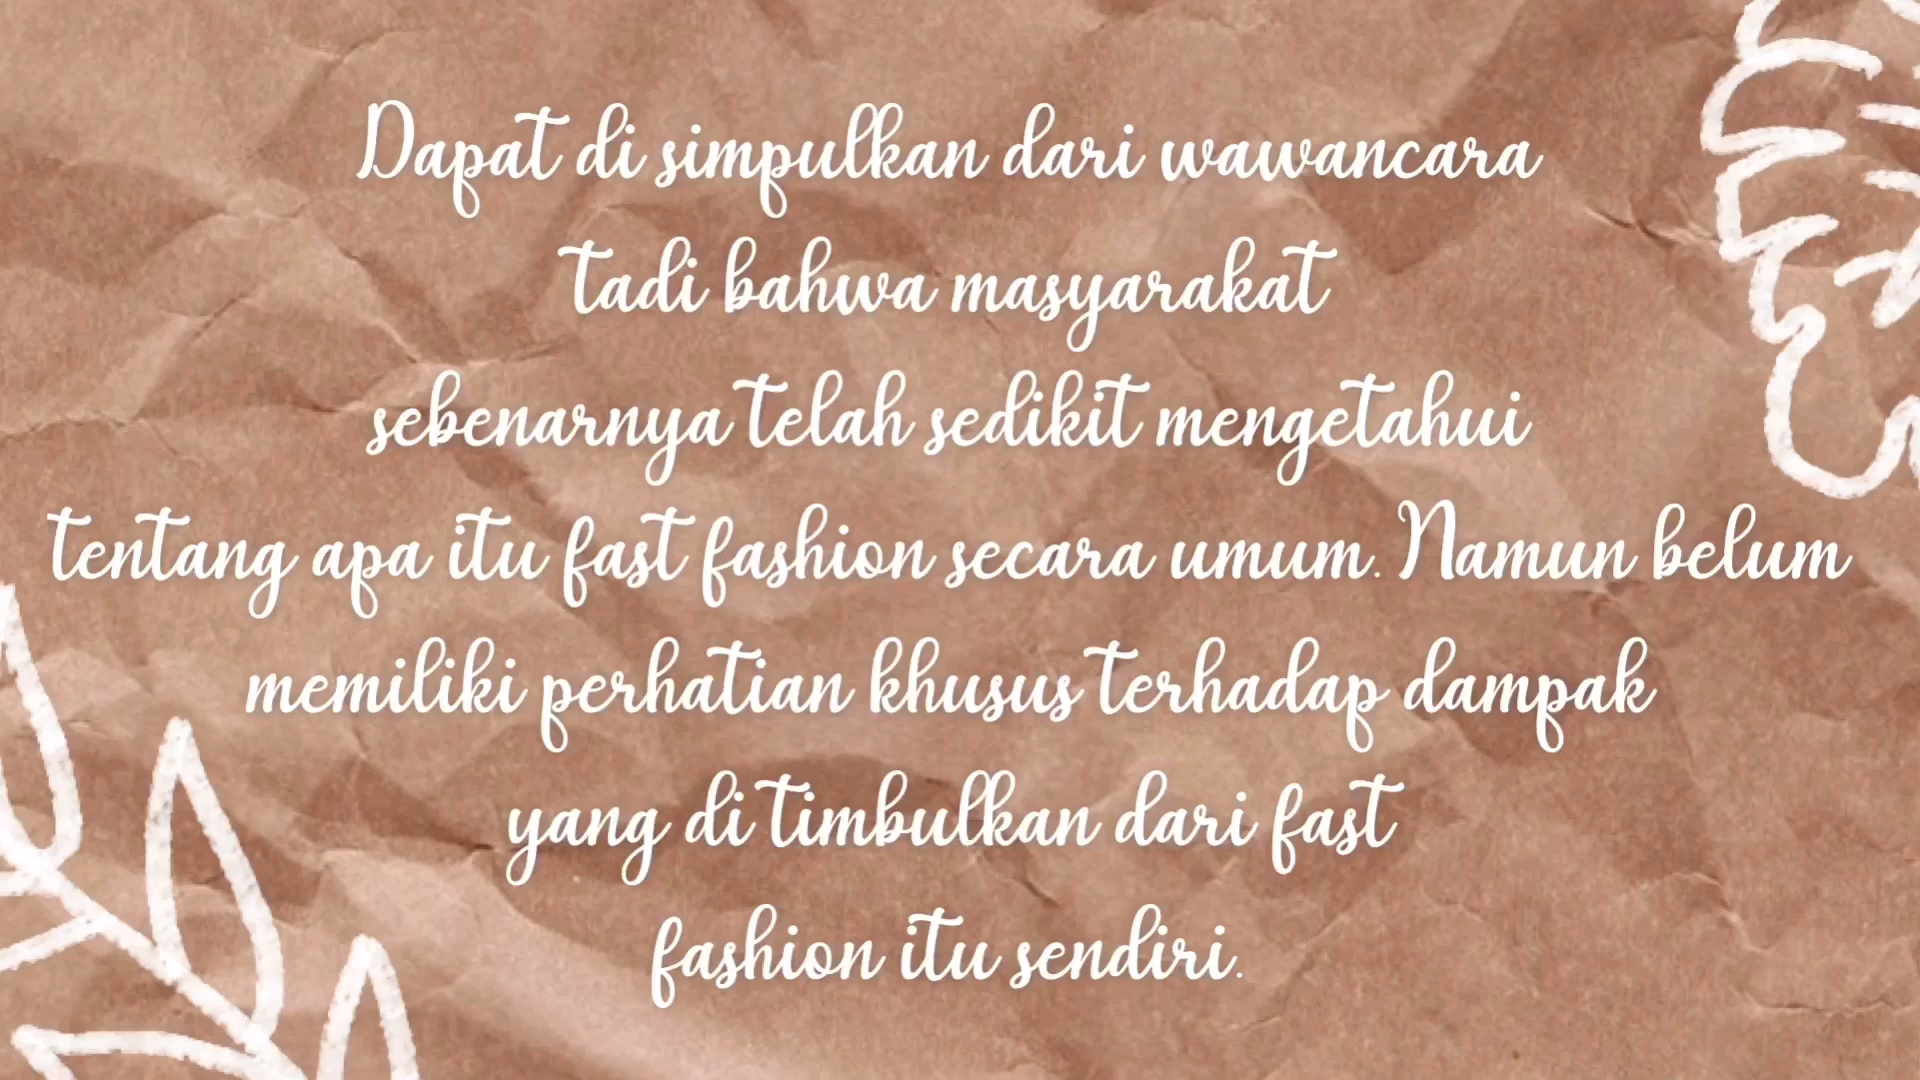 Dapat di simpulkan dari wawancara
tadi bahwa masyarakat
sebenarnya telah sedikit mengetahui
tentang apa itu fast fashion secara umum. Namun belum
memiliki perhatian khusus terhadap dampak
yang di timbulkan dari fast
fashion itu sendiri.